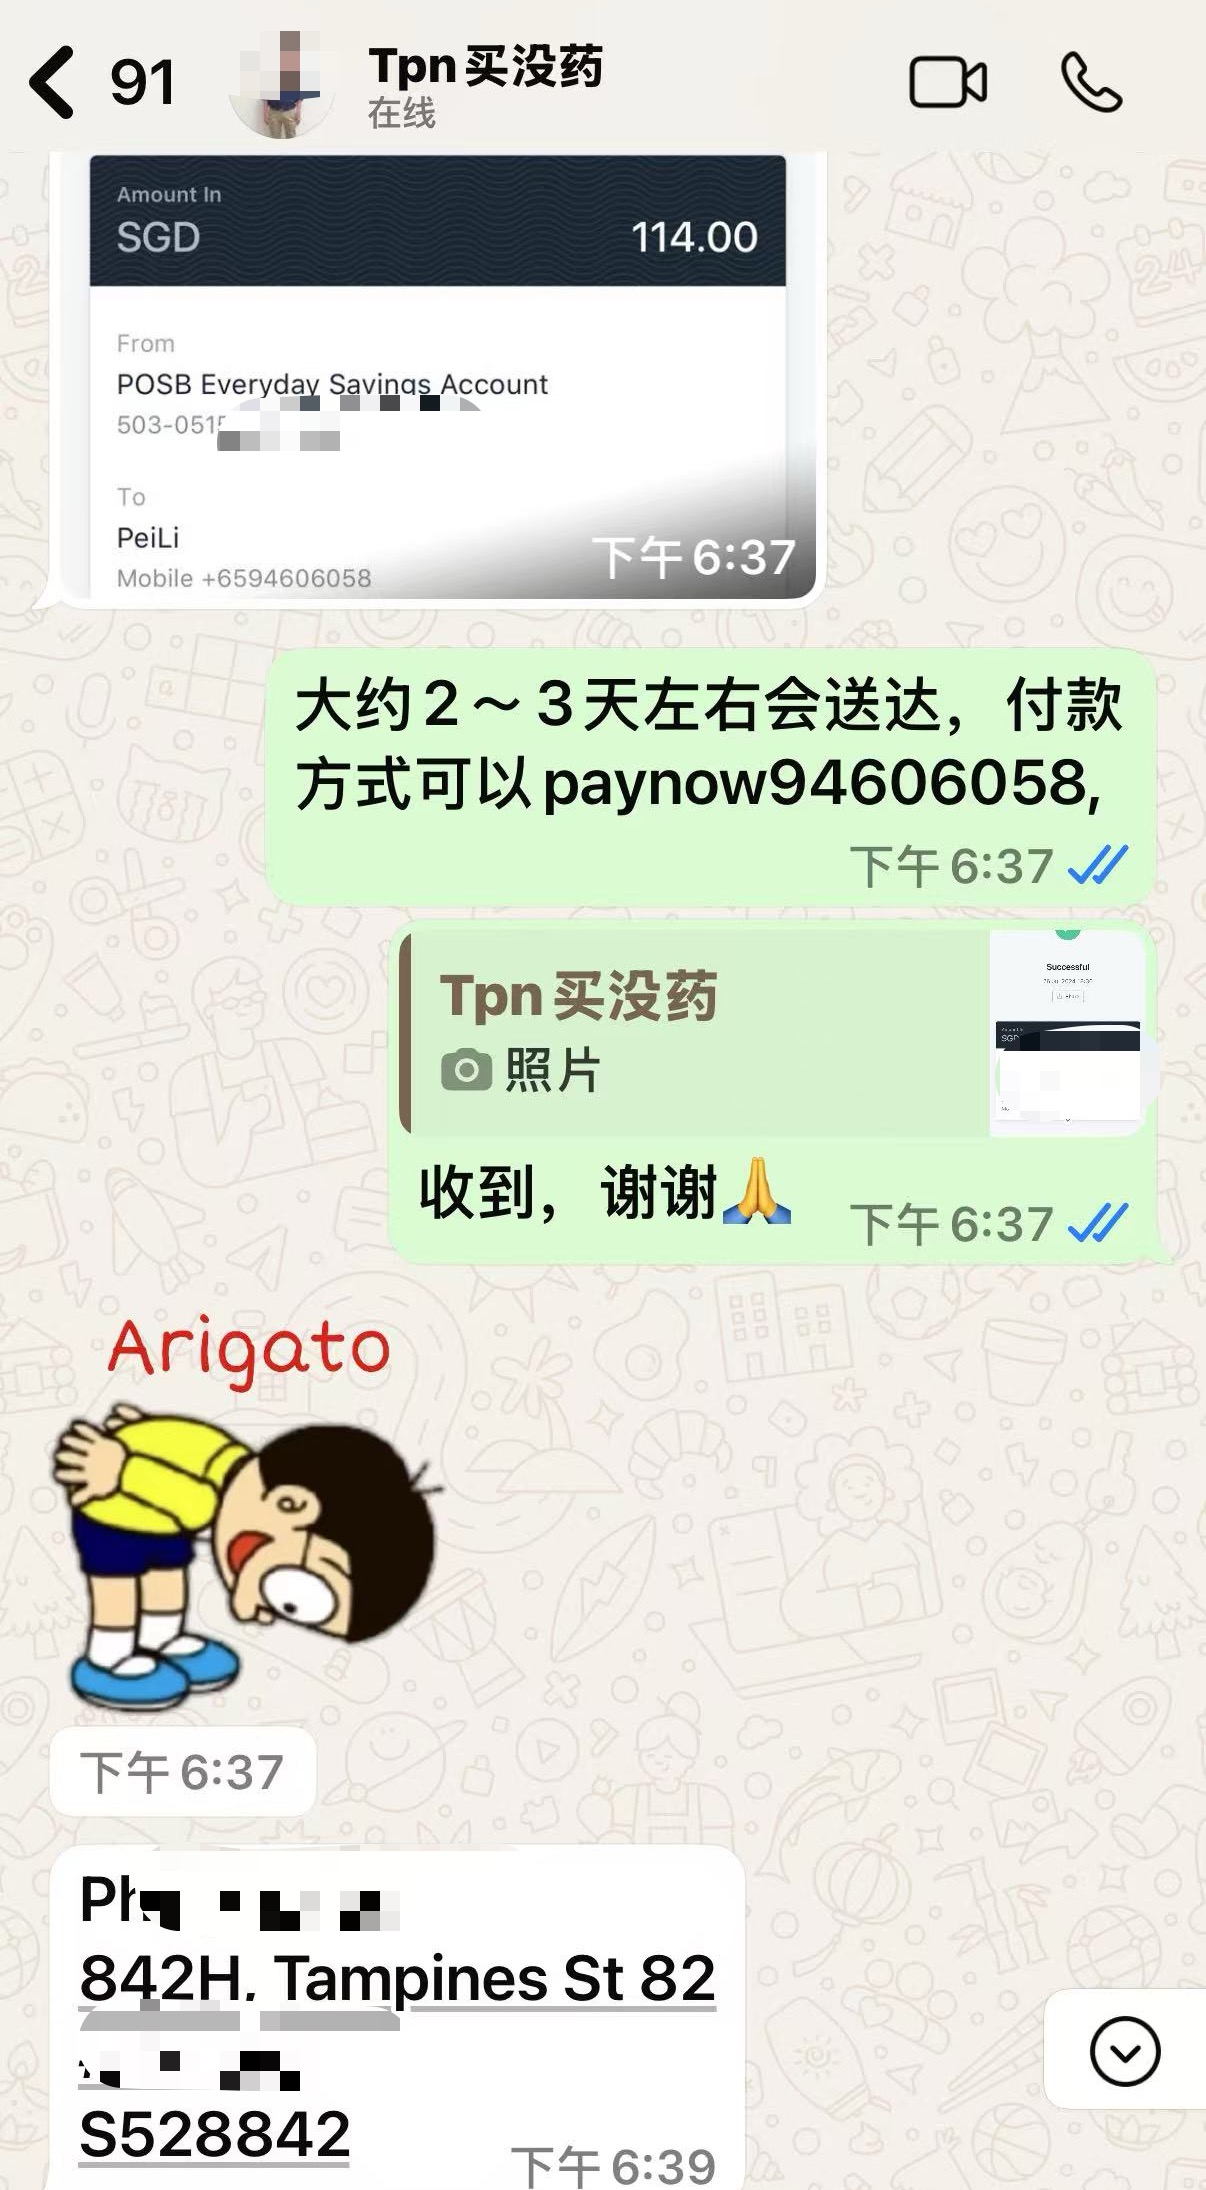 91
Tpn买没药
在线
Amount In
SGD 114.00
From
POSB Everyday Savings Account
503-051
To
PeiLi
Mobile +6594606058
下午6:37
大约2～3天左右会送达，付款
方式可以paynow94606058,
下午6:37
Tpn买没药
照片
Successful
SGD
收到，谢谢🙏
下午6:37
Arigato
下午6:37
842H, Tampines St 82
S528842
下午6:39